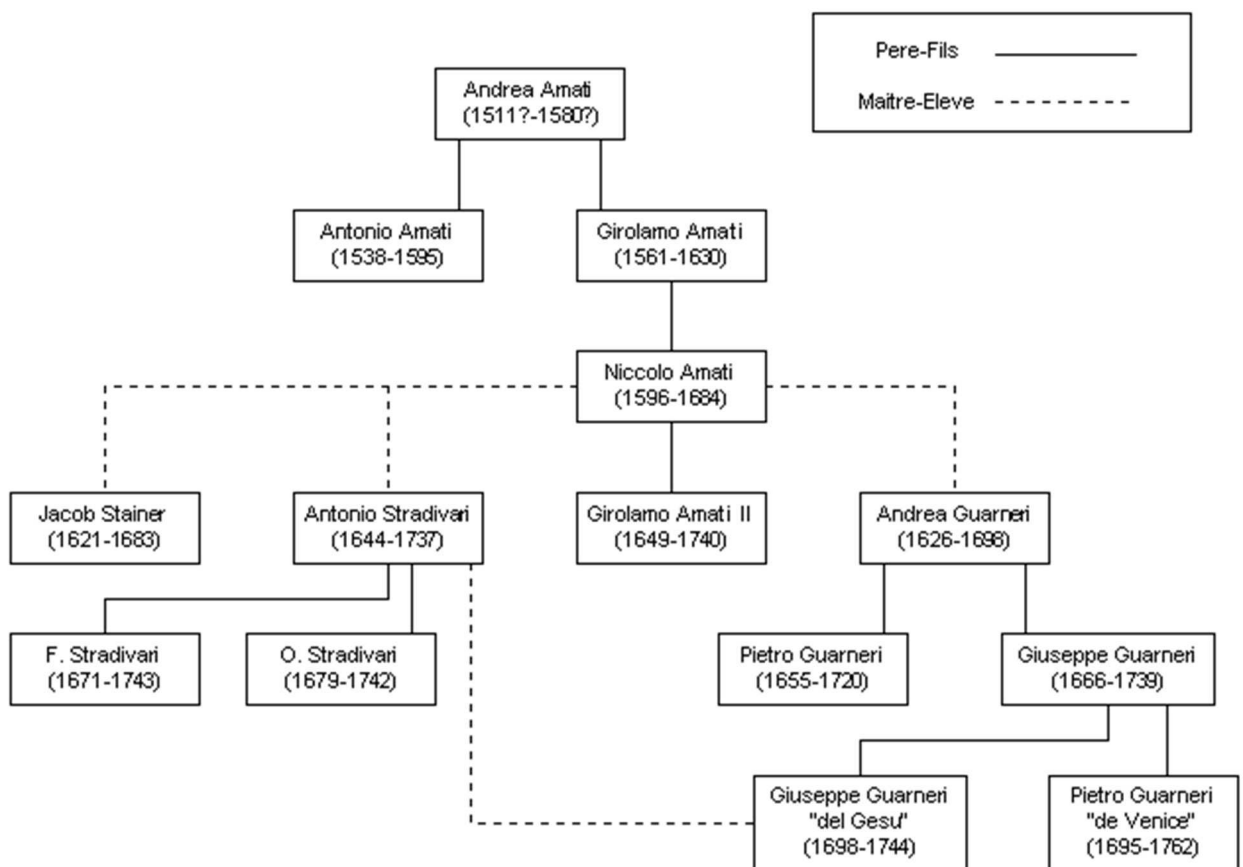 Pere-Fils
Maitre-Eleve
Andrea Amati
(1511?-1580?)
Antonio Amati
(1538-1595)
Girolamo Amati
(1561-1630)
Niccolo Amati
(1596-1684)
Jacob Stainer
(1621-1683)
Antonio Stradivari
(1644-1737)
Girolamo Amati II
(1649-1740)
Andrea Guarneri
(1626-1698)
F. Stradivari
(1671-1743)
O. Stradivari
(1679-1742)
Pietro Guarneri
(1655-1720)
Giuseppe Guarneri
(1666-1739)
Giuseppe Guarneri
"del Gesu"
(1698-1744)
Pietro Guarneri
"de Venice"
(1695-1762)